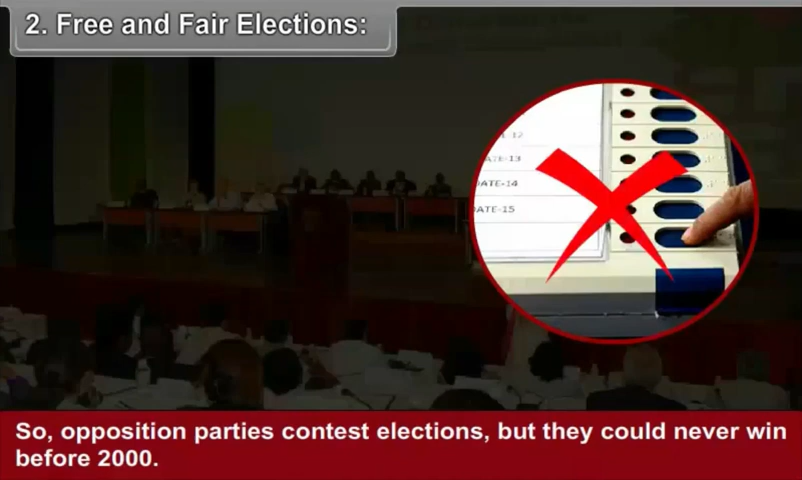 2. Free and Fair Elections:
-12
DATE-13
DATE-14
DATE-15
So, opposition parties contest elections, but they could never win
before 2000.